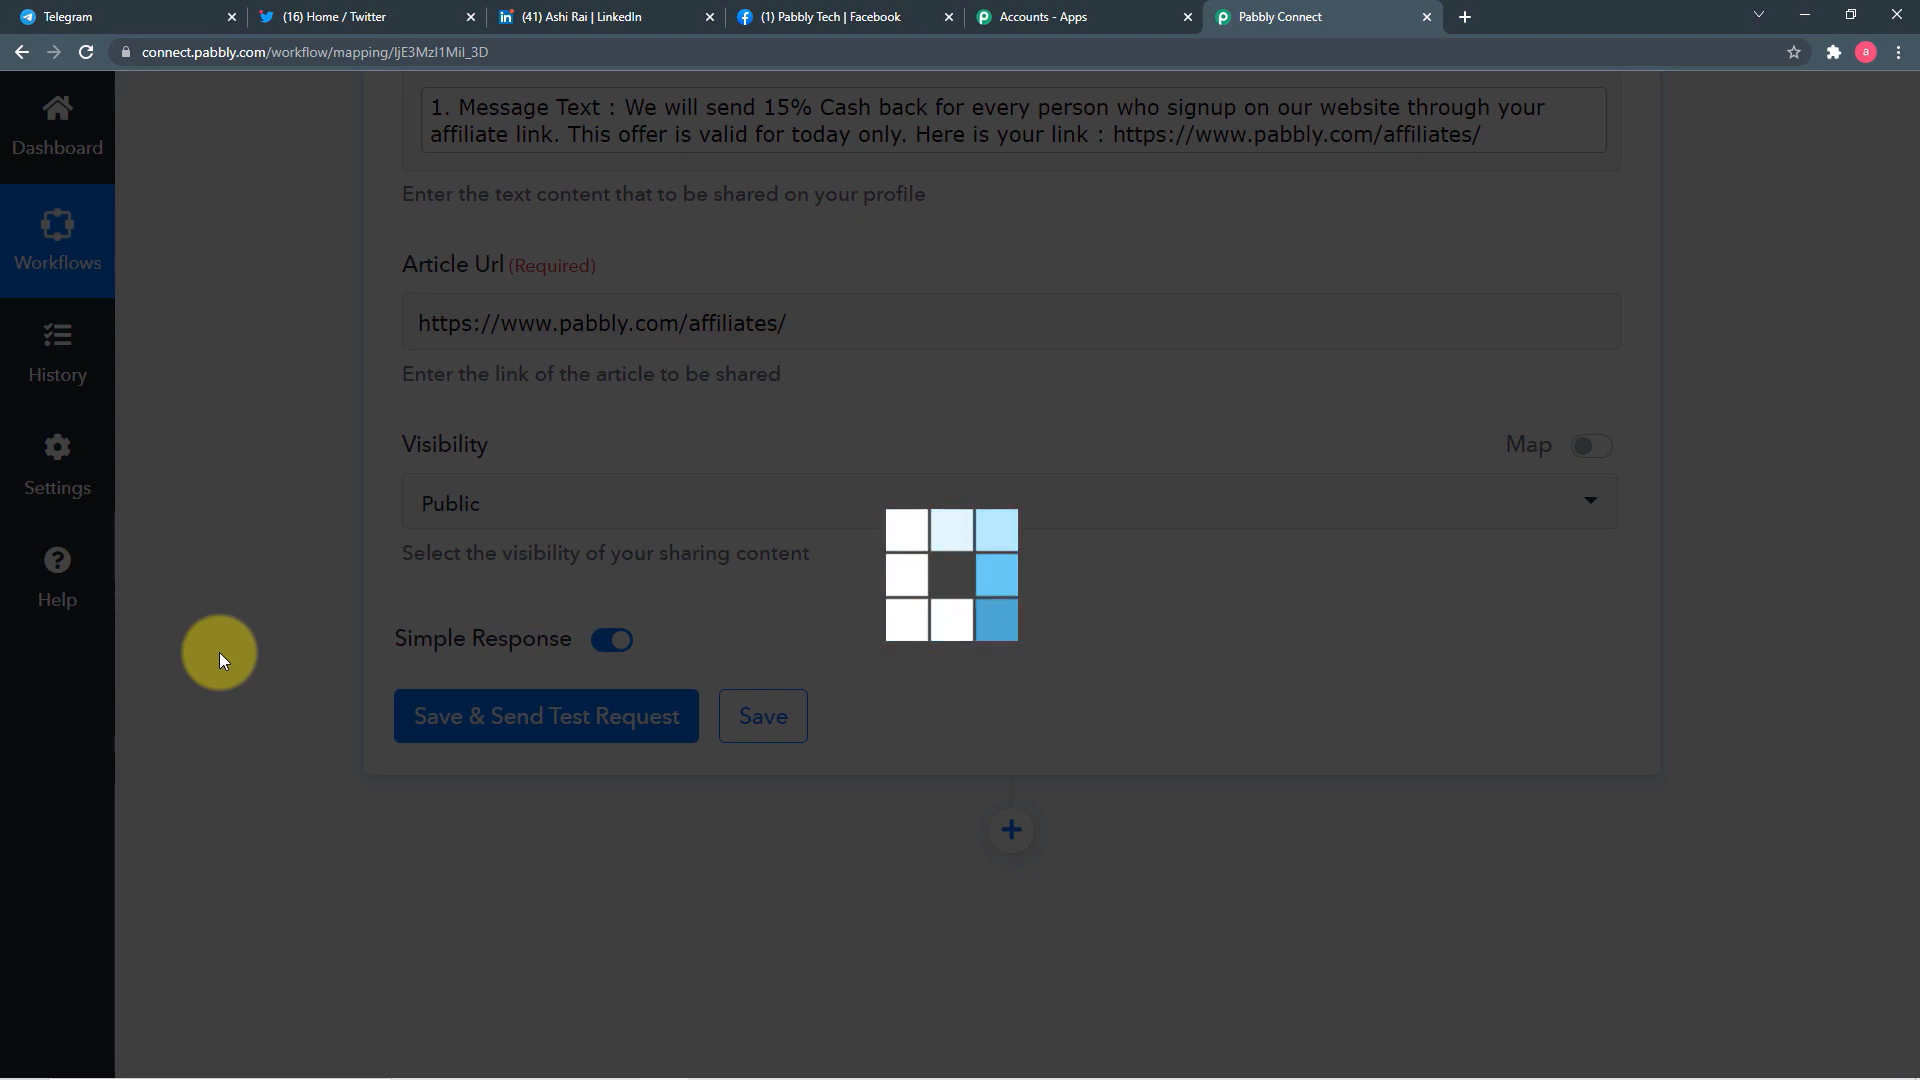 Telegram
(16) Home / Twitter
(41) Ashi Rai | LinkedIn
(1) Pabbly Tech | Facebook
Accounts - Apps
Pabbly Connect
connect.pabbly.com/workflow/mapping/IjE3MzI1MiI_3D
a
Dashboard
Workflows
History
Settings
Help
1. Message Text : We will send 15% Cash back for every person who signup on our website through your
affiliate link. This offer is valid for today only. Here is your link : https://www.pabbly.com/affiliates/
Enter the text content that to be shared on your profile
Article Url (Required)
https://www.pabbly.com/affiliates/
Enter the link of the article to be shared
Visibility
Map
Public
Select the visibility of your sharing content
Simple Response
Save & Send Test Request
Save